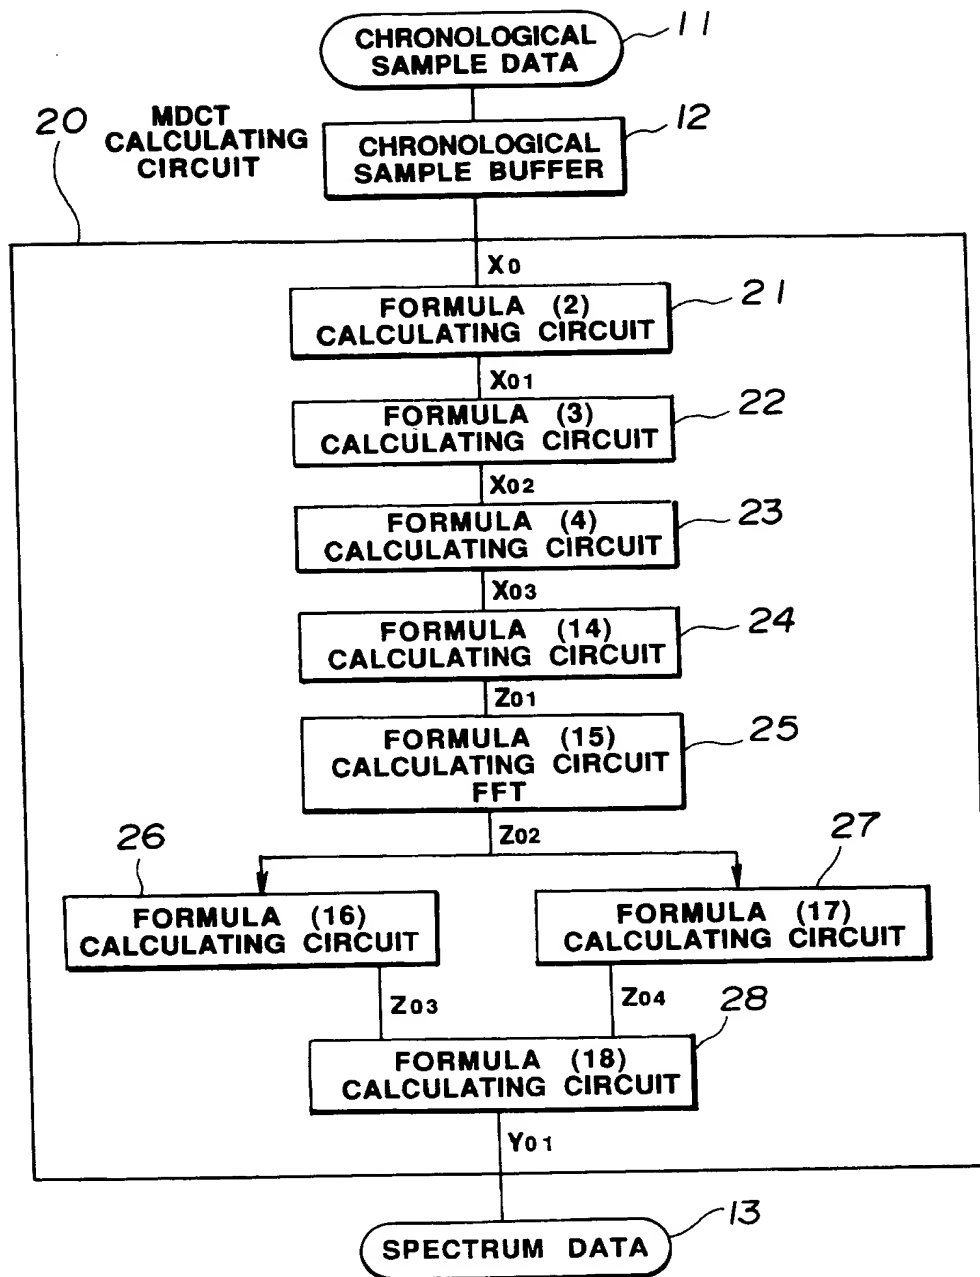 CHRONOLOGICAL
SAMPLE DATA
11
20
MDCT
CALCULATING
CIRCUIT
CHRONOLOGICAL
SAMPLE BUFFER
12
X0
FORMULA (2)
CALCULATING CIRCUIT
21
X01
FORMULA (3)
CALCULATING CIRCUIT
22
X02
FORMULA (4)
CALCULATING CIRCUIT
23
X03
FORMULA (14)
CALCULATING CIRCUIT
24
Z01
FORMULA (15)
CALCULATING CIRCUIT
FFT
25
Z02
26
27
FORMULA (16)
CALCULATING CIRCUIT
FORMULA (17)
CALCULATING CIRCUIT
Z03
Z04
28
FORMULA (18)
CALCULATING CIRCUIT
Y01
SPECTRUM DATA
13